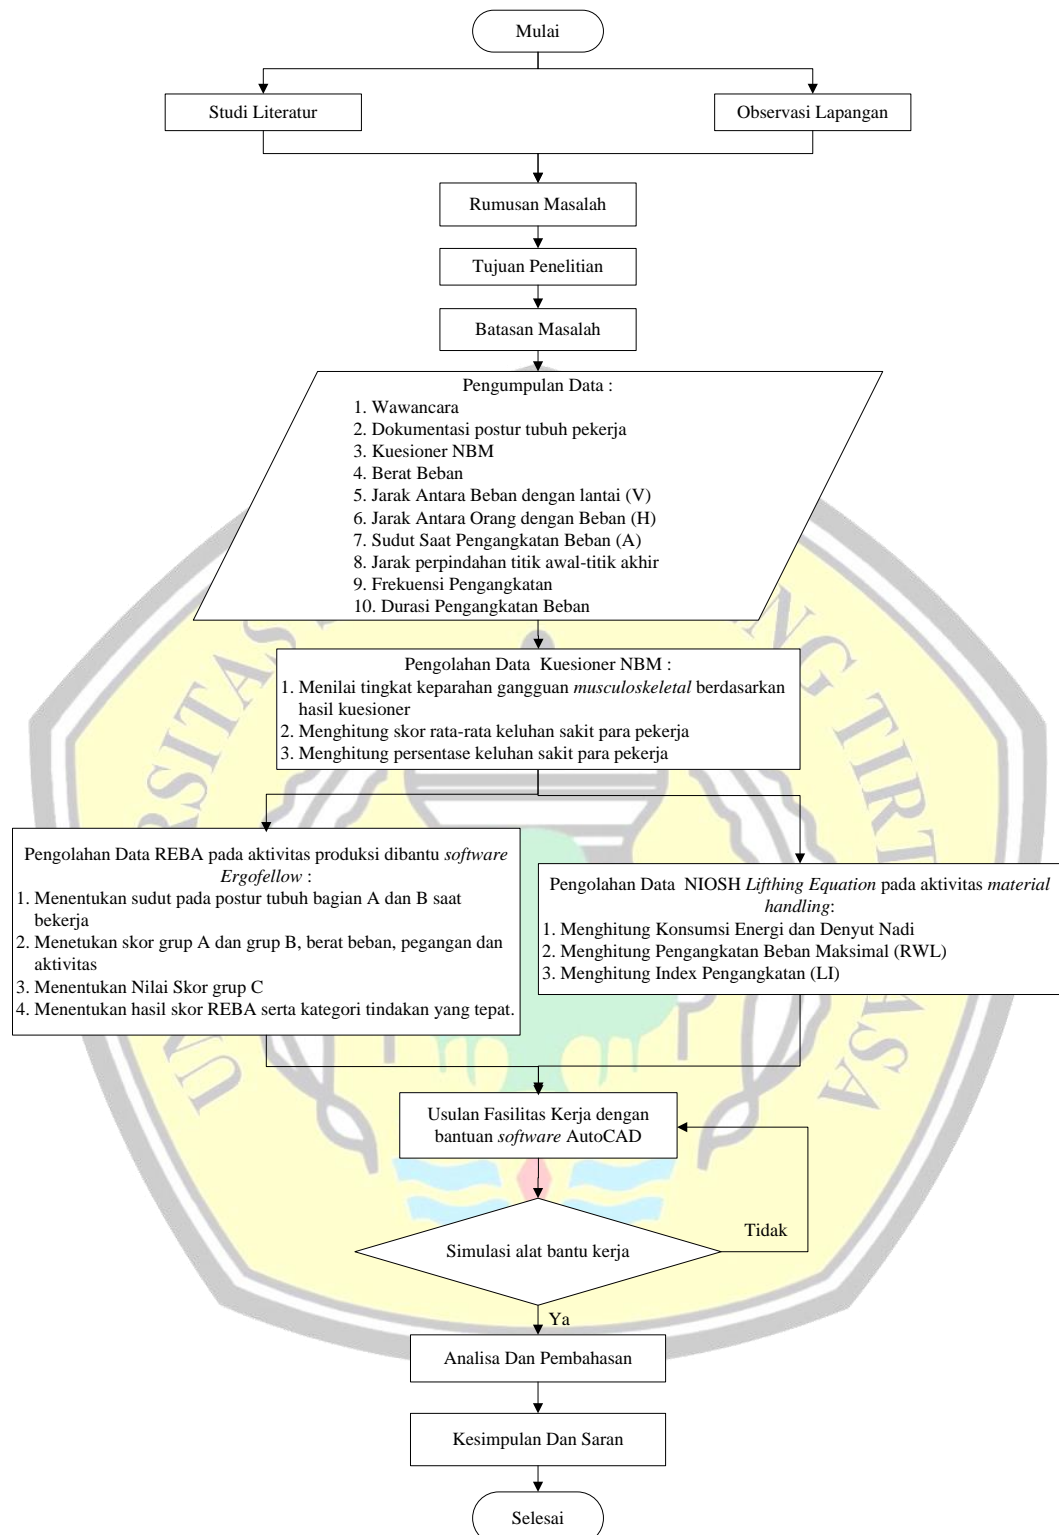 Mulai
Studi Literatur
Observasi Lapangan
Rumusan Masalah
Tujuan Penelitian
Batasan Masalah
Pengumpulan Data :
1. Wawancara
2. Dokumentasi postur tubuh pekerja
3. Kuesioner NBM
4. Berat Beban
5. Jarak Antara Beban dengan lantai (V)
6. Jarak Antara Orang dengan Beban (H)
7. Sudut Saat Pengangkatan Beban (A)
8. Jarak perpindahan titik awal-titik akhir
9. Frekuensi Pengangkatan
10. Durasi Pengangkatan Beban
Pengolahan Data Kuesioner NBM :
1. Menilai tingkat keparahan gangguan musculoskeletal berdasarkan
hasil kuesioner
2. Menghitung skor rata-rata keluhan sakit para pekerja
3. Menghitung persentase keluhan sakit para pekerja
Pengolahan Data REBA pada aktivitas produksi dibantu software
Ergofellow :
1. Menentukan sudut pada postur tubuh bagian A dan B saat
bekerja
2. Menetukan skor grup A dan grup B, berat beban, pegangan dan
aktivitas
3. Menentukan Nilai Skor grup C
4. Menentukan hasil skor REBA serta kategori tindakan yang tepat.
Pengolahan Data NIOSH Lifthing Equation pada aktivitas material
handling:
1. Menghitung Konsumsi Energi dan Denyut Nadi
2. Menghitung Pengangkatan Beban Maksimal (RWL)
3. Menghitung Index Pengangkatan (LI)
Usulan Fasilitas Kerja dengan
bantuan software AutoCAD
Simulasi alat bantu kerja
Tidak
Ya
Analisa Dan Pembahasan
Kesimpulan Dan Saran
Selesai